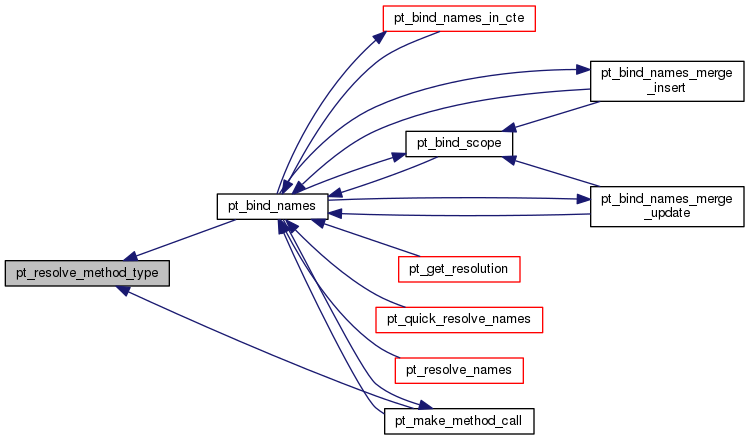 pt_bind_names_in_cte
pt_bind_names_merge
_insert
pt_bind_scope
pt_bind_names
pt_bind_names_merge
_update
pt_resolve_method_type
pt_get_resolution
pt_quick_resolve_names
pt_resolve_names
pt_make_method_call